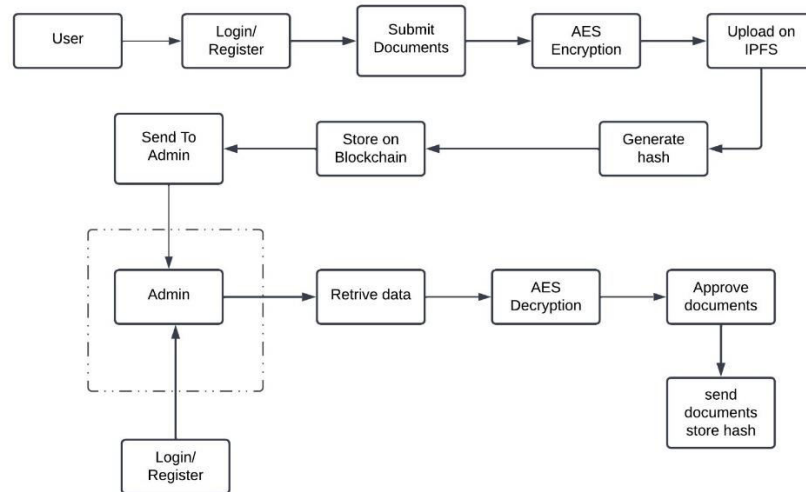 User
Login/
Register
Submit
Documents
AES
Encryption
Upload on
IPFS
Send To
Admin
Store on
Blockchain
Generate
hash
Admin
Retrive data
AES
Decryption
Approve
documents
send
documents
store hash
Login/
Register